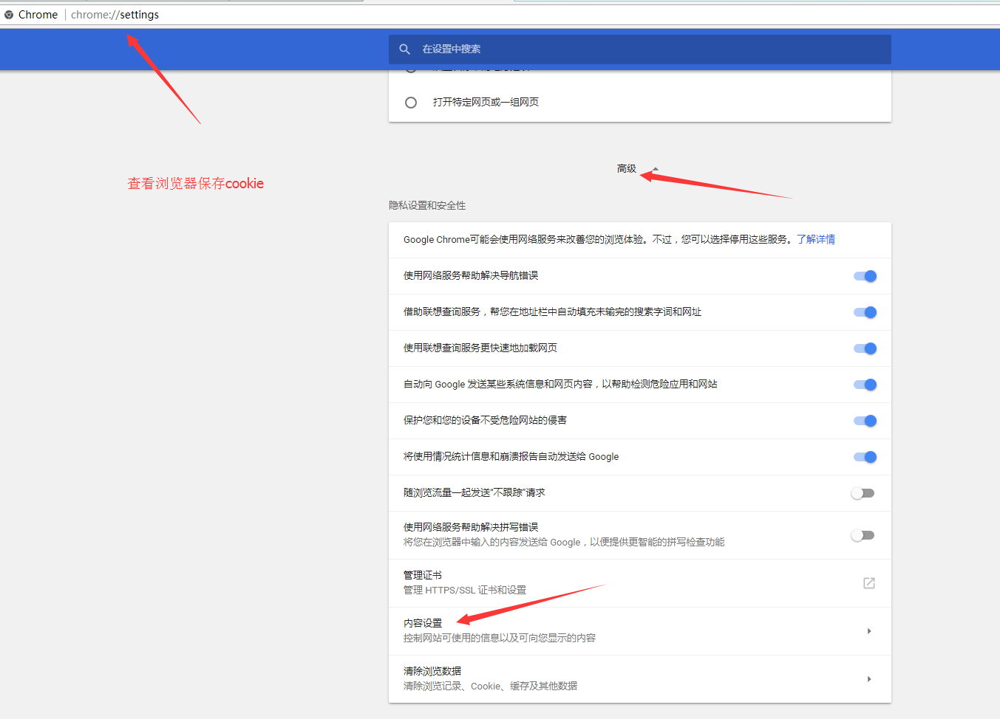 Chrome | chrome://settings
在设置中搜索
打开特定网页或一组网页
高级
查看浏览器保存cookie
隐私设置和安全性
Google Chrome可能会使用网络服务来改善您的浏览体验。不过，您可以选择停用这些服务。了解详情
使用网络服务帮助解决导航错误
借助联想查询服务，帮您在地址栏中自动填充未输完的搜索字词和网址
使用联想查询服务更快速地加载网页
自动向 Google 发送某些系统信息和网页内容，以帮助检测危险应用和网站
保护您和您的设备不受危险网站的侵害
将使用情况统计信息和崩溃报告自动发送给 Google
随浏览流量一起发送“不跟踪”请求
使用网络服务帮助解决拼写错误
将您在浏览器中输入的内容发送给 Google，以便提供更智能的拼写检查功能
管理证书
管理 HTTPS/SSL 证书和设置
内容设置
控制网站可使用的信息以及可向您显示的内容
清除浏览数据
清除浏览记录、Cookie、缓存及其他数据